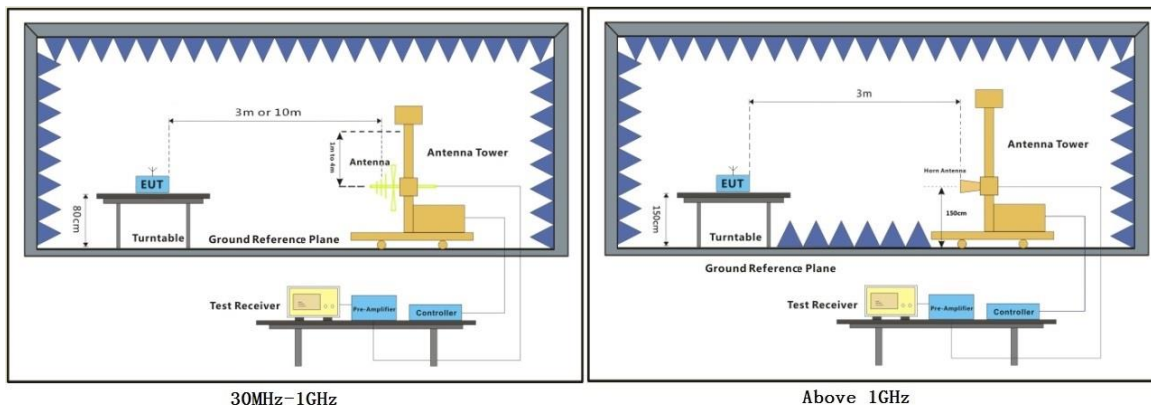 3m or 10m
1m to 4m
Antenna
Antenna Tower
EUT
80cm
Turntable
Ground Reference Plane
Test Receiver
Pre-Amplifier
Controller
30MHz-1GHz
3m
Antenna Tower
Horn Antenna
EUT
150cm
150cm
Turntable
Ground Reference Plane
Test Receiver
Pre-Amplifier
Controller
Above 1GHz